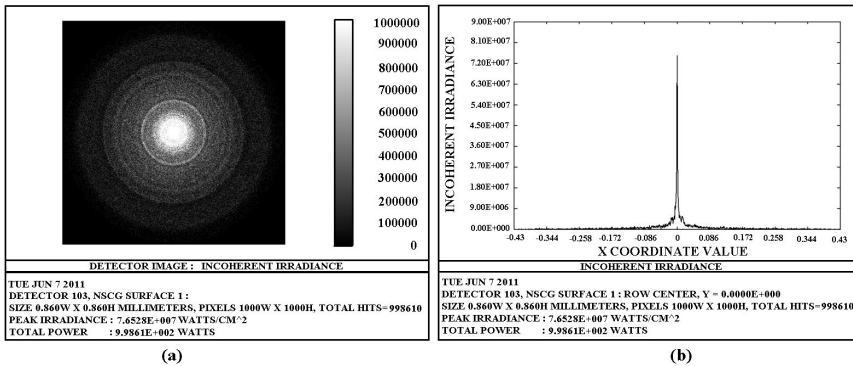 1000000
900000
800000
700000
600000
500000
400000
300000
200000
100000
0
DETECTOR IMAGE : INCOHERENT IRRADIANCE
TUE JUN 7 2011
DETECTOR 103, NSCG SURFACE 1 :
SIZE 0.860W X 0.860H MILLIMETERS, PIXELS 1000W X 1000H, TOTAL HITS=998610
PEAK IRRADIANCE : 7.6528E+007 WATTS/CM^2
TOTAL POWER : 9.9861E+002 WATTS
(a)
INCOHERENT IRRADIANCE
9.00E+007
8.10E+007
7.20E+007
6.30E+007
5.40E+007
4.50E+007
3.60E+007
2.70E+007
1.80E+007
9.00E+006
0.00E+000
-0.43 -0.344 -0.258 -0.172 -0.086 0 0.086 0.172 0.258 0.344 0.43
X COORDINATE VALUE
INCOHERENT IRRADIANCE
TUE JUN 7 2011
DETECTOR 103, NSCG SURFACE 1 : ROW CENTER, Y = 0.0000E+000
SIZE 0.860W X 0.860H MILLIMETERS, PIXELS 1000W X 1000H, TOTAL HITS=998610
PEAK IRRADIANCE : 7.6528E+007 WATTS/CM^2
TOTAL POWER : 9.9861E+002 WATTS
(b)